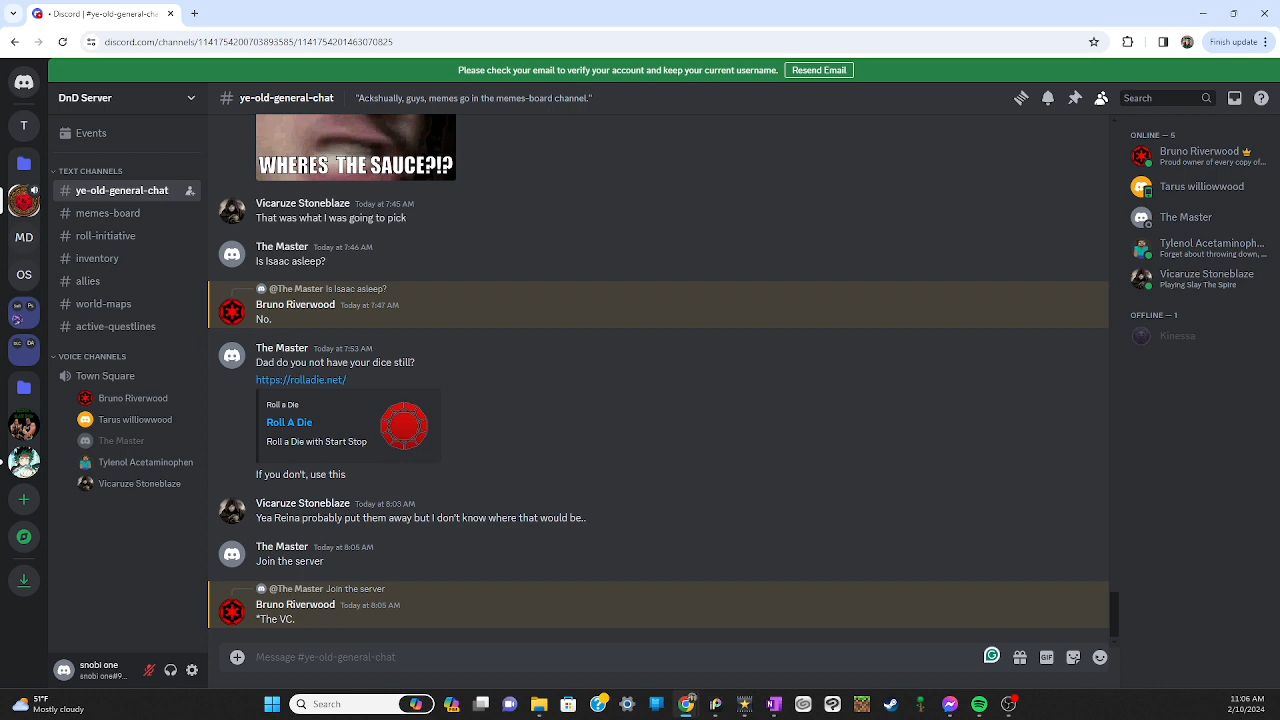 • Discord | #ye-old-general-cha
discord.com/channels/1141754200703893585/1141754201463070825
Finish update
Please check your email to verify your account and keep your current username.
Resend Email
DnD Server
ye-old-general-chat
"Ackshually, guys, memes go in the memes-board channel."
Search
Events
TEXT CHANNELS
ye-old-general-chat
memes-board
roll-initiative
inventory
allies
world-maps
active-questlines
VOICE CHANNELS
Town Square
Bruno Riverwood
Tarus williowwood
The Master
Tylenol Acetaminophen
Vicaruze Stoneblaze
T
MD
OS
WHERES THE SAUCE?!?
Vicaruze Stoneblaze Today at 7:45 AM
That was what I was going to pick
The Master Today at 7:46 AM
Is Isaac asleep?
@The Master Is Isaac asleep?
Bruno Riverwood Today at 7:47 AM
No.
The Master Today at 7:53 AM
Dad do you not have your dice still?
https://rolladie.net/
Roll a Die
Roll A Die
Roll a Die with Start Stop
If you don't, use this
Vicaruze Stoneblaze Today at 8:03 AM
Yea Reina probably put them away but I don't know where that would be..
The Master Today at 8:05 AM
Join the server
@The Master Join the server
Bruno Riverwood Today at 8:05 AM
*The VC.
Message #ye-old-general-chat
GIF
ONLINE — 5
Bruno Riverwood
Proud owner of every copy of...
Tarus williowwood
The Master
Tylenol Acetaminoph...
Forget about throwing down, ...
Vicaruze Stoneblaze
Playing Slay The Spire
OFFLINE — 1
Kinessa
snobi one
snobi one#9...
51°F
Mostly cloudy
Search
11:06 AM
2/10/2024